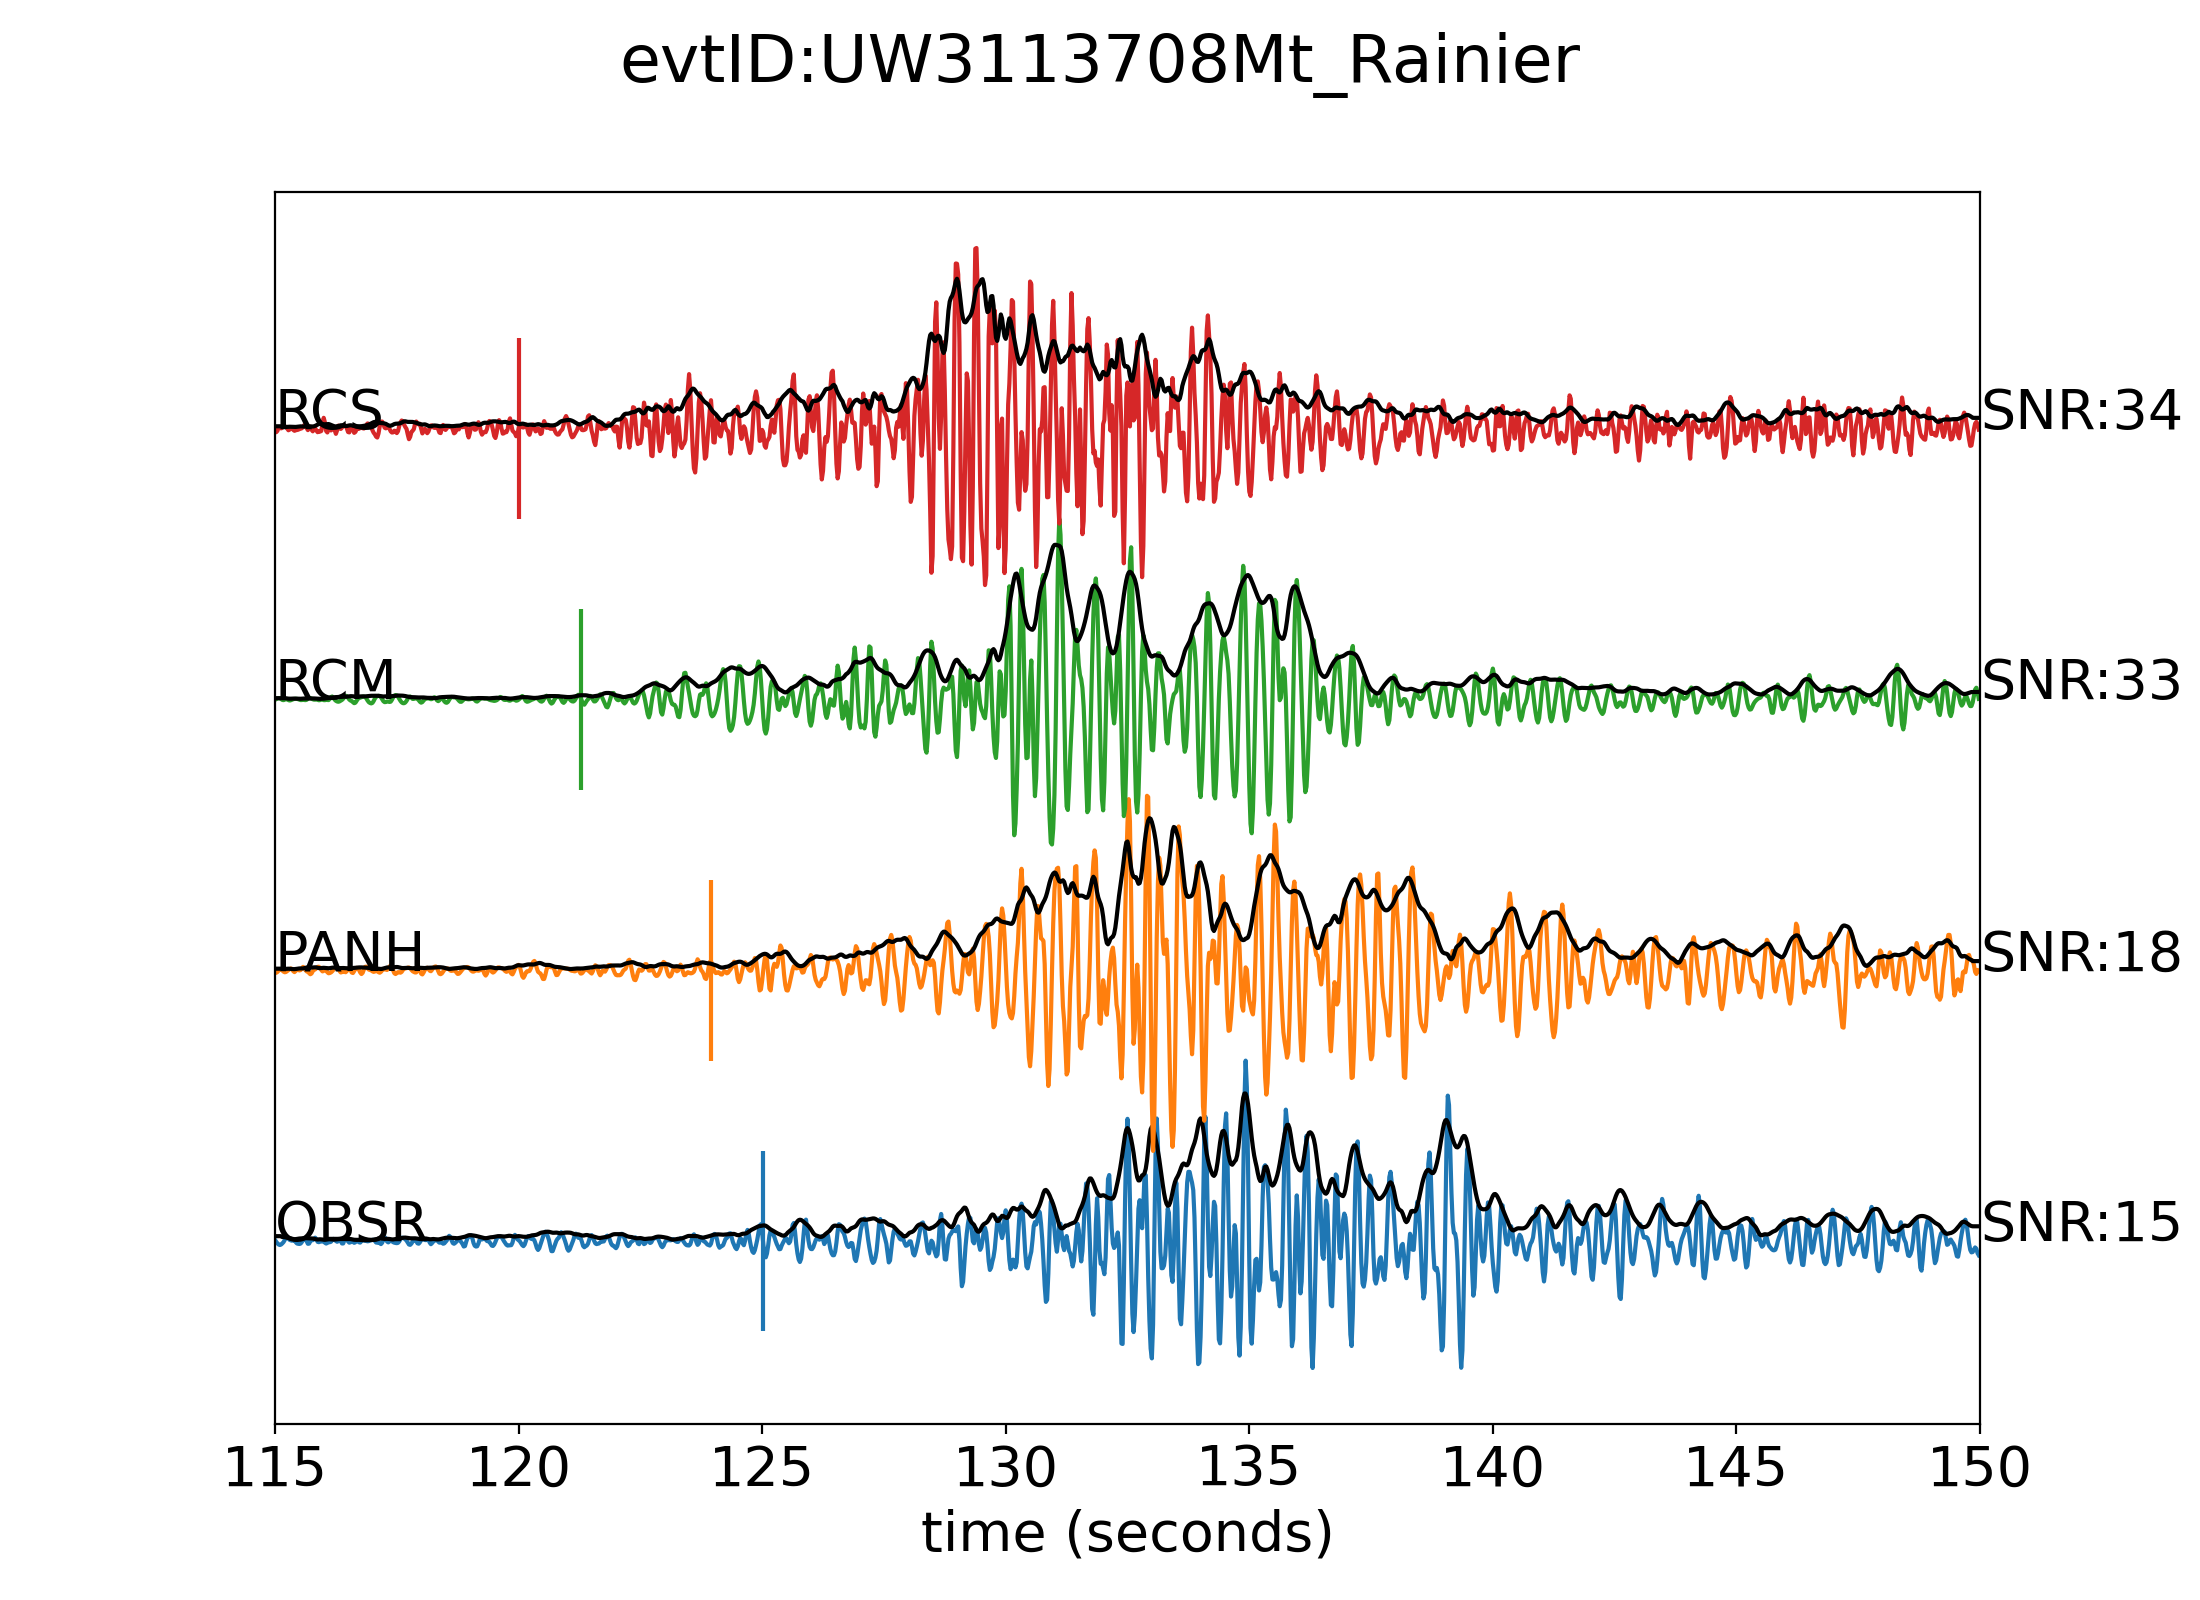 evtID:UW3113708Mt_Rainier
RCS SNR:34
RCM SNR:33
PANH SNR:18
OBSR SNR:15
115 120 125 130 135 140 145 150
time (seconds)